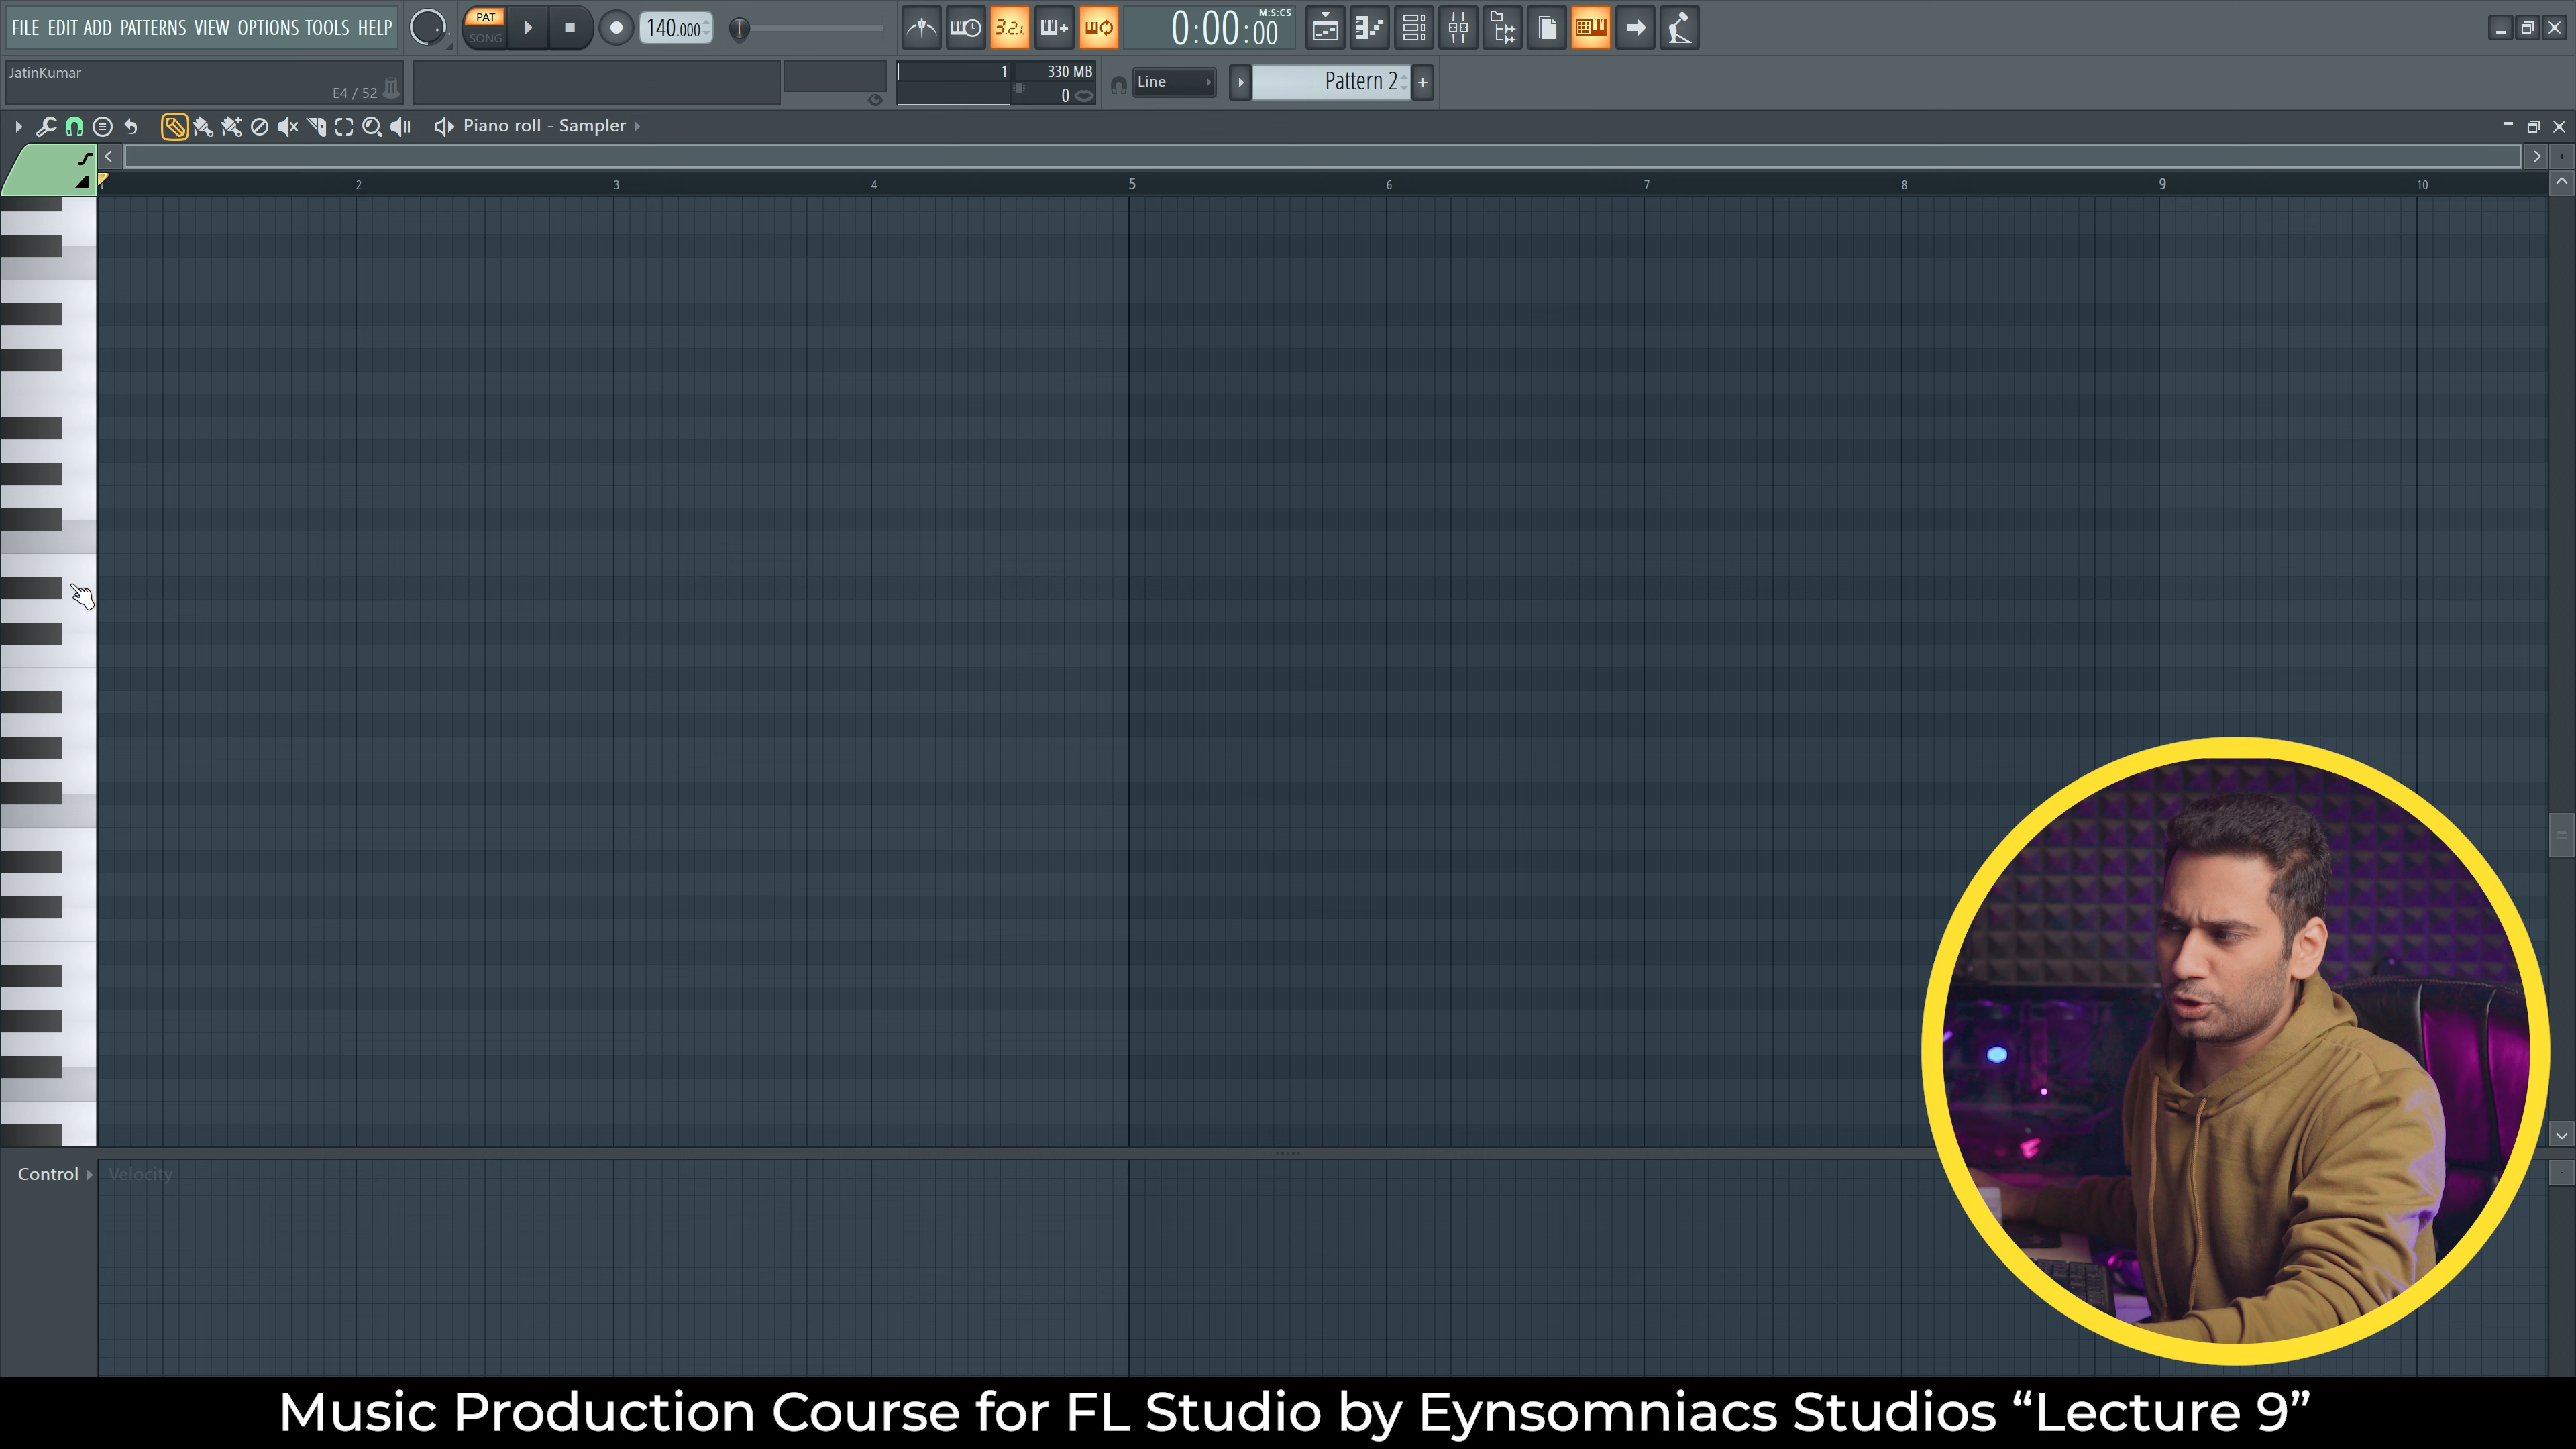 FILE EDIT ADD PATTERNS VIEW OPTIONS TOOLS HELP
PAT
SONG
140.000
3.2.
M:S:CS
0:00:00
JatinKumar
E4 / 52
1
330 MB
0
Line
Pattern 2
+
Piano roll - Sampler
2 3 4 5 6 7 8 9 10
Control
Velocity
Music Production Course for FL Studio by Eynsomniacs Studios “Lecture 9”